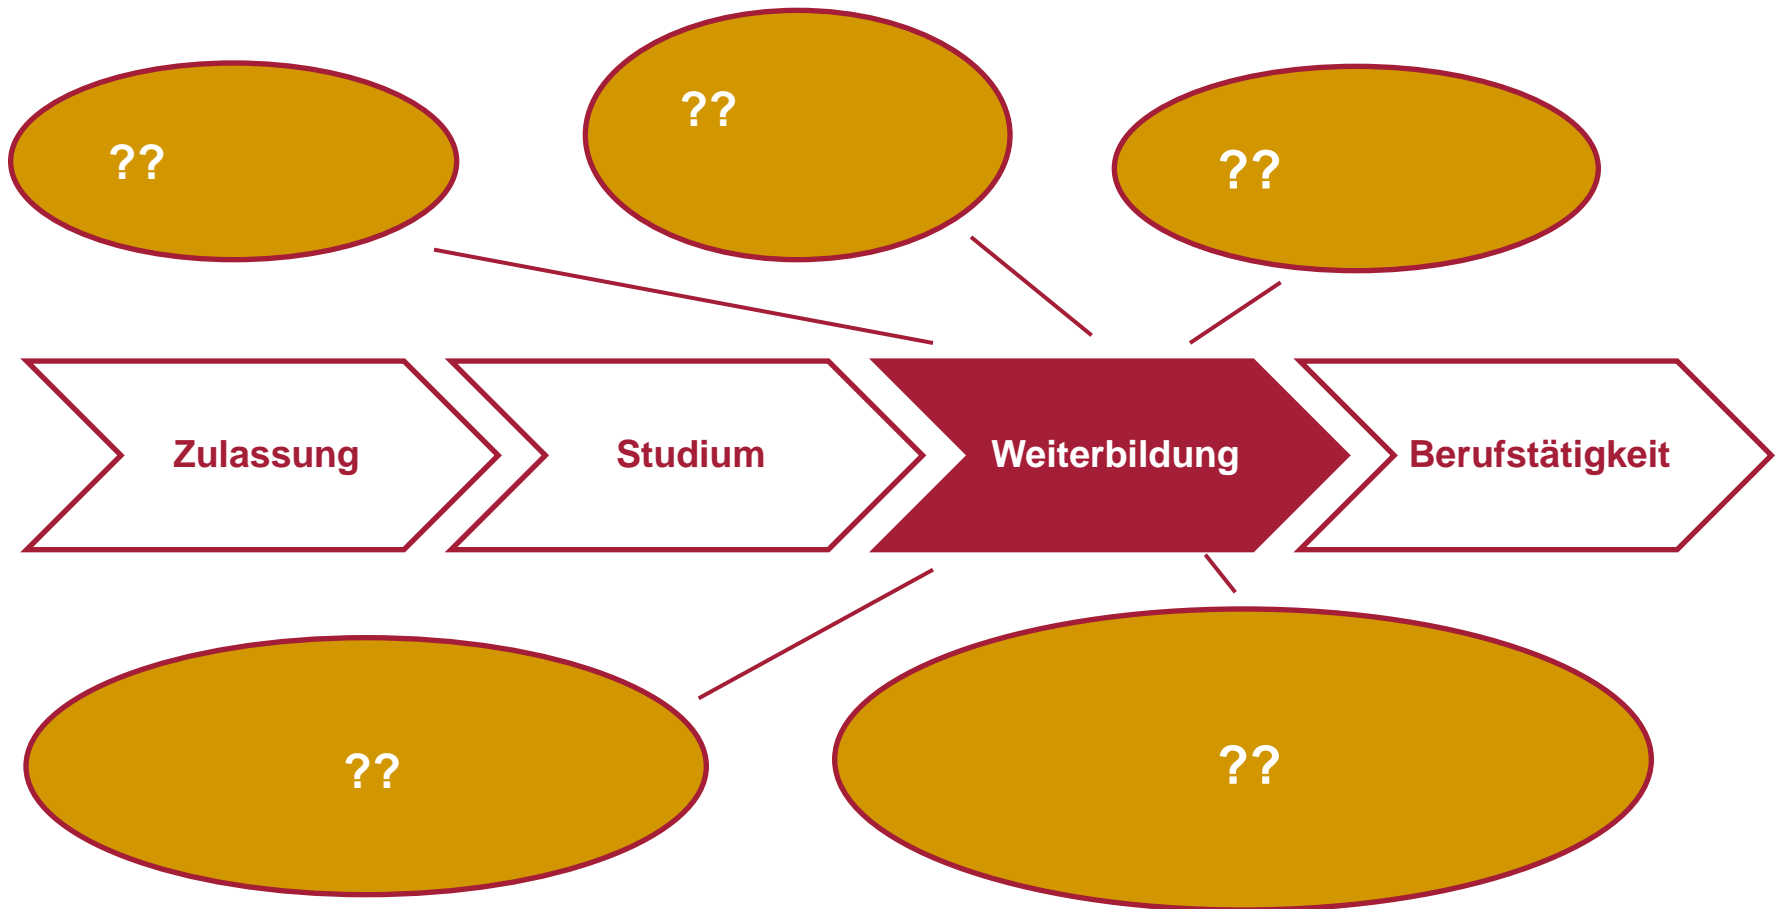 ??
??
??
Zulassung
Studium
Weiterbildung
Berufstätigkeit
??
??